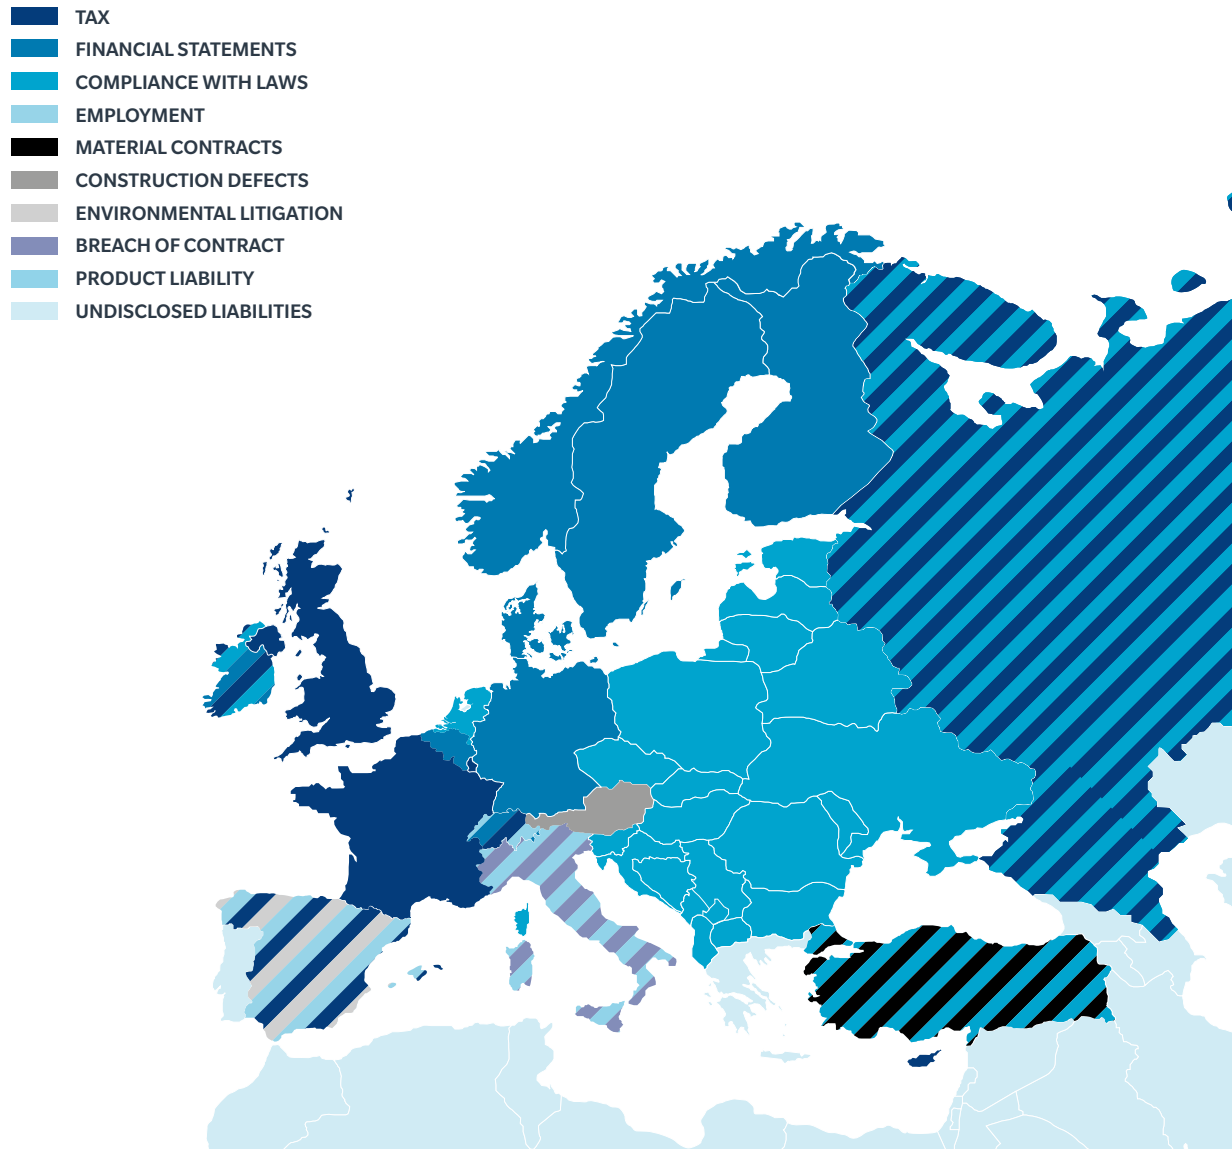 TAX
FINANCIAL STATEMENTS
COMPLIANCE WITH LAWS
EMPLOYMENT
MATERIAL CONTRACTS
CONSTRUCTION DEFECTS
ENVIRONMENTAL LITIGATION
BREACH OF CONTRACT
PRODUCT LIABILITY
UNDISCLOSED LIABILITIES